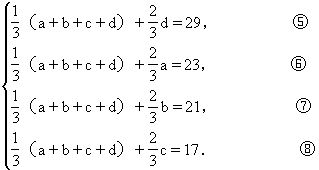 1/3 (a+b+c+d) + 2/3 d=29, ⑤
1/3 (a+b+c+d) + 2/3 a=23, ⑥
1/3 (a+b+c+d) + 2/3 b=21, ⑦
1/3 (a+b+c+d) + 2/3 c=17. ⑧